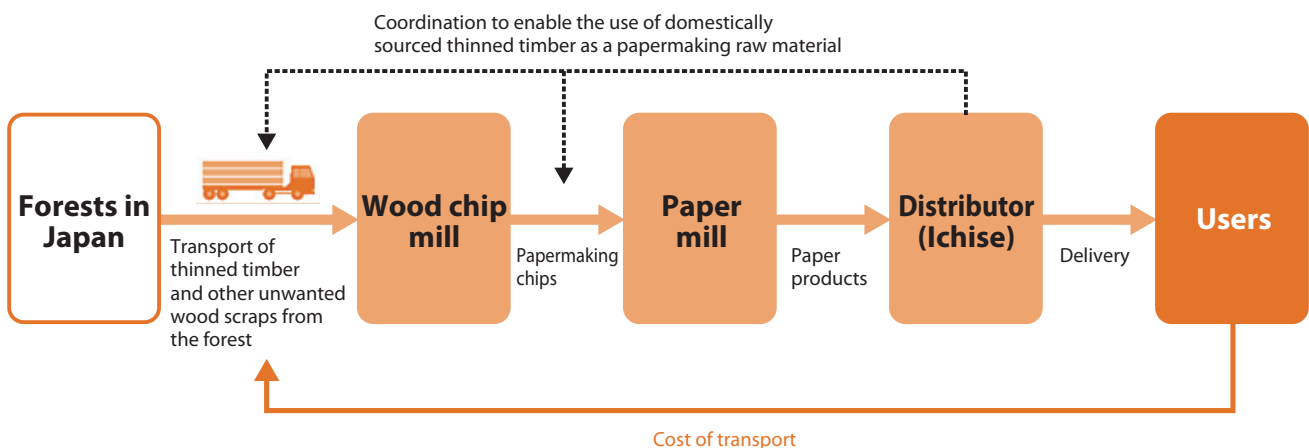 Coordination to enable the use of domestically
sourced thinned timber as a papermaking raw material
Forests in
Japan
Transport of
thinned timber
and other unwanted
wood scraps from
the forest
Wood chip
mill
Papermaking
chips
Paper
mill
Paper
products
Distributor
(Ichise)
Delivery
Users
Cost of transport